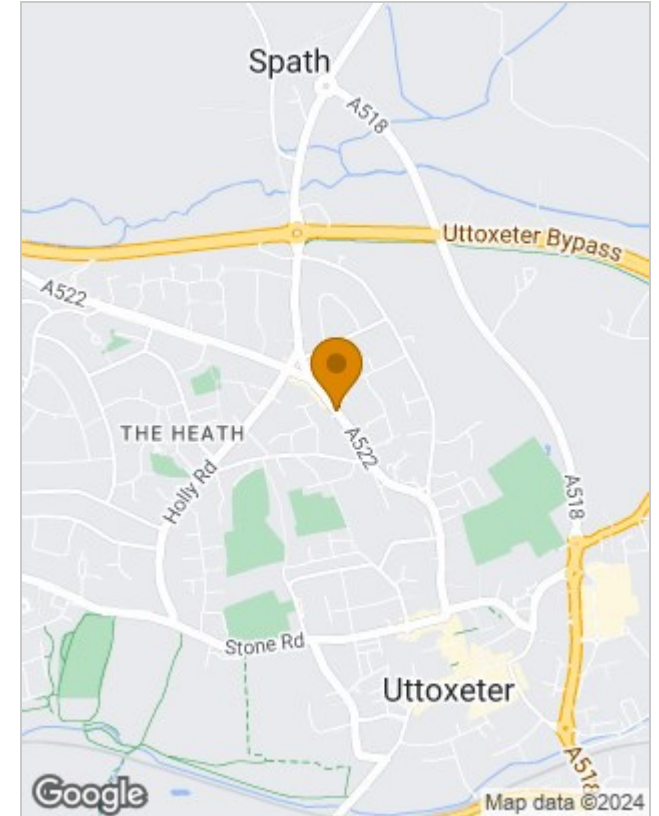 Spath
A518
Uttoxeter Bypass
A522
THE HEATH
A522
Holly Rd
A518
Stone Rd
Uttoxeter
A518
Google
Map data ©2024